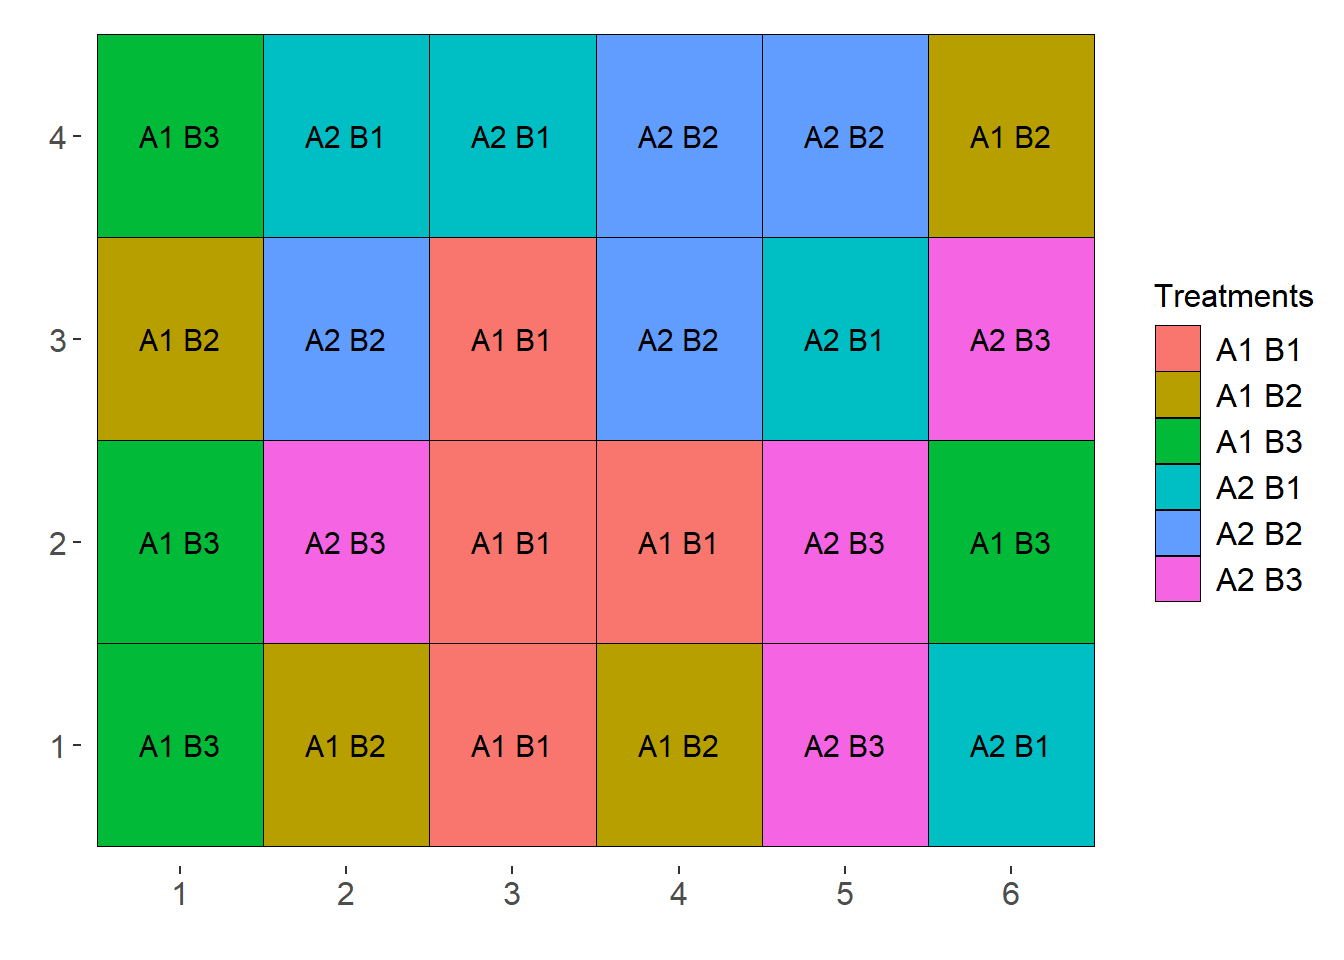 4
A1 B3 A2 B1 A2 B1 A2 B2 A2 B2 A1 B2
3
A1 B2 A2 B2 A1 B1 A2 B2 A2 B1 A2 B3
2
A1 B3 A2 B3 A1 B1 A1 B1 A2 B3 A1 B3
1
A1 B3 A1 B2 A1 B1 A1 B2 A2 B3 A2 B1
1 2 3 4 5 6
Treatments
A1 B1
A1 B2
A1 B3
A2 B1
A2 B2
A2 B3